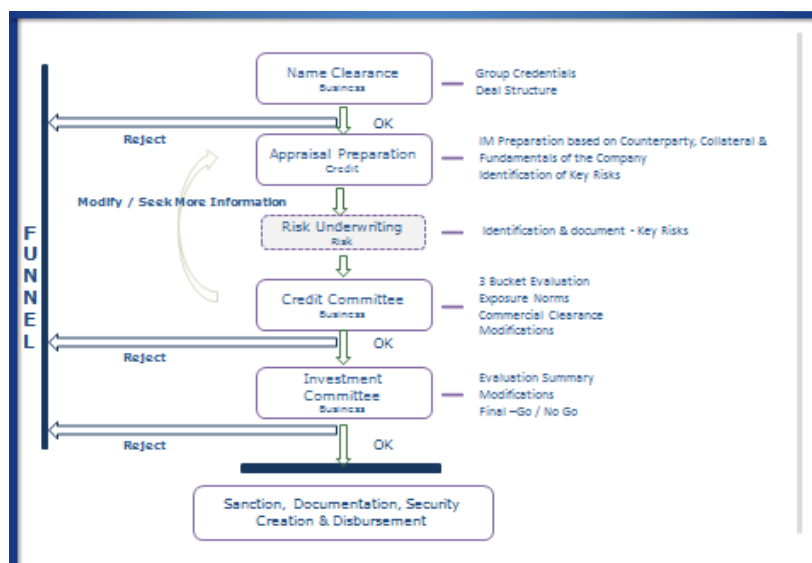 Name Clearance
Business
Group Credentials
Deal Structure
OK
Reject
Appraisal Preparation
Credit
IM Preparation based on Counterparty, Collateral &
Fundamentals of the Company
Identification of Key Risks
Modify / Seek More Information
Risk Underwriting
Risk
Identification & document - Key Risks
FUNNEL
Credit Committee
Business
3 Bucket Evaluation
Exposure Norms
Commercial Clearance
Modifications
OK
Reject
Investment
Committee
Business
Evaluation Summary
Modifications
Final –Go / No Go
OK
Reject
Sanction, Documentation, Security
Creation & Disbursement